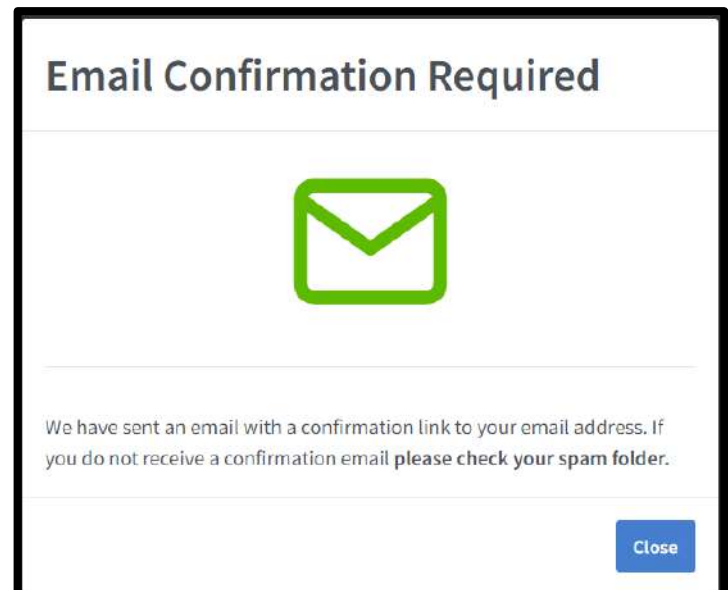 Email Confirmation Required
We have sent an email with a confirmation link to your email address. If
you do not receive a confirmation email please check your spam folder.
Close